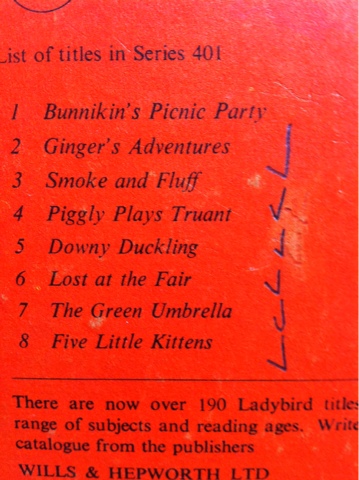 List of titles in Series 401
1 Bunnikin's Picnic Party
2 Ginger's Adventures
3 Smoke and Fluff
4 Piggly Plays Truant
5 Downy Duckling
6 Lost at the Fair
7 The Green Umbrella
8 Five Little Kittens
There are now over 190 Ladybird titles
range of subjects and reading ages. Write
catalogue from the publishers
WILLS & HEPWORTH LTD